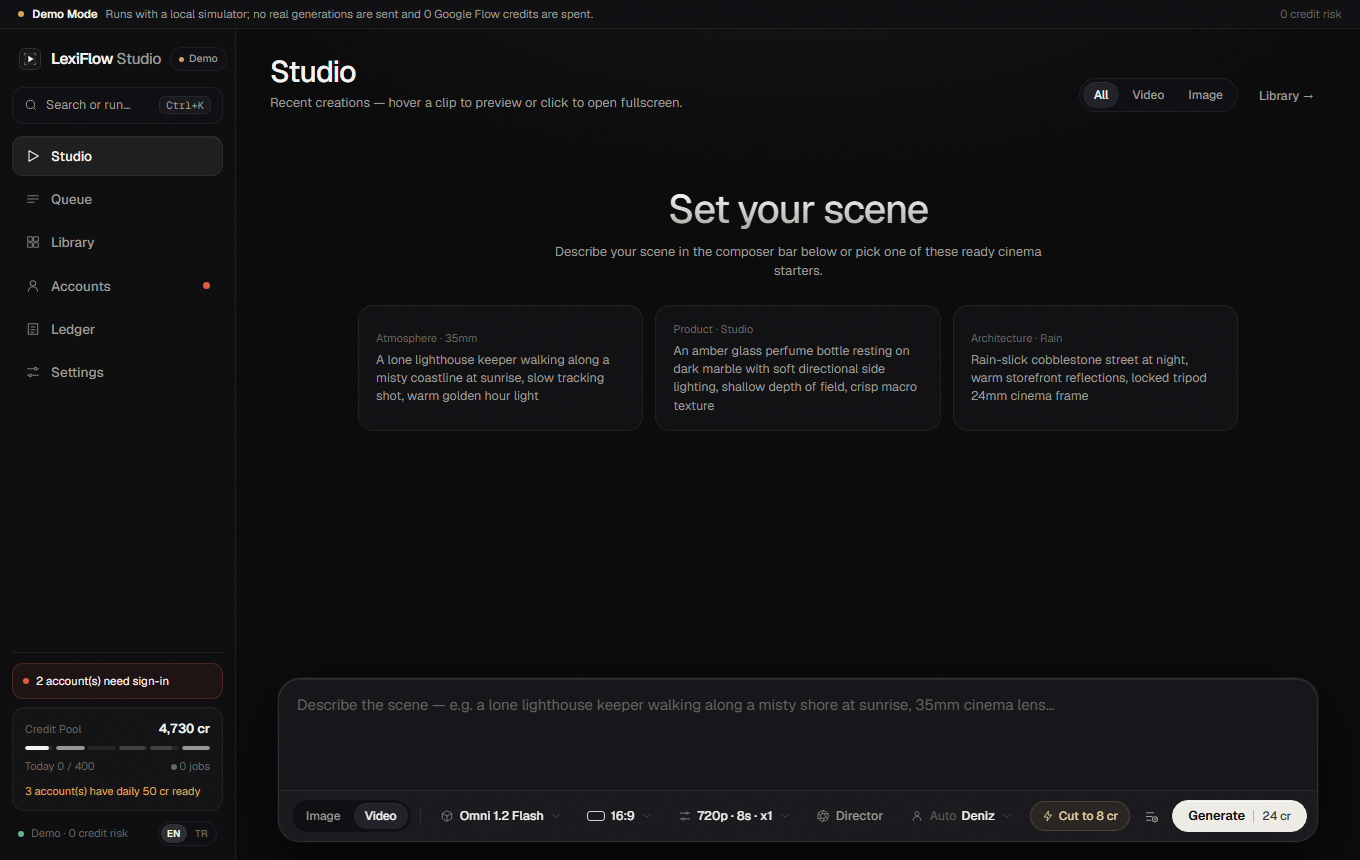 Demo Mode Runs with a local simulator; no real generations are sent and 0 Google Flow credits are spent.
0 credit risk
LexiFlow Studio
Demo
Search or run...
Ctrl+K
Studio
Queue
Library
Accounts
Ledger
Settings
2 account(s) need sign-in
Credit Pool
4,730 cr
Today 0 / 400
0 jobs
3 account(s) have daily 50 cr ready
Demo · 0 credit risk
EN
TR
Studio
Recent creations — hover a clip to preview or click to open fullscreen.
All
Video
Image
Library →
Set your scene
Describe your scene in the composer bar below or pick one of these ready cinema
starters.
Atmosphere · 35mm
A lone lighthouse keeper walking along a
misty coastline at sunrise, slow tracking
shot, warm golden hour light
Product · Studio
An amber glass perfume bottle resting on
dark marble with soft directional side
lighting, shallow depth of field, crisp macro
texture
Architecture · Rain
Rain-slick cobblestone street at night,
warm storefront reflections, locked tripod
24mm cinema frame
Describe the scene — e.g. a lone lighthouse keeper walking along a misty shore at sunrise, 35mm cinema lens...
Image
Video
Omni 1.2 Flash
16:9
720p · 8s · x1
Director
Auto Deniz
Cut to 8 cr
Generate
24 cr